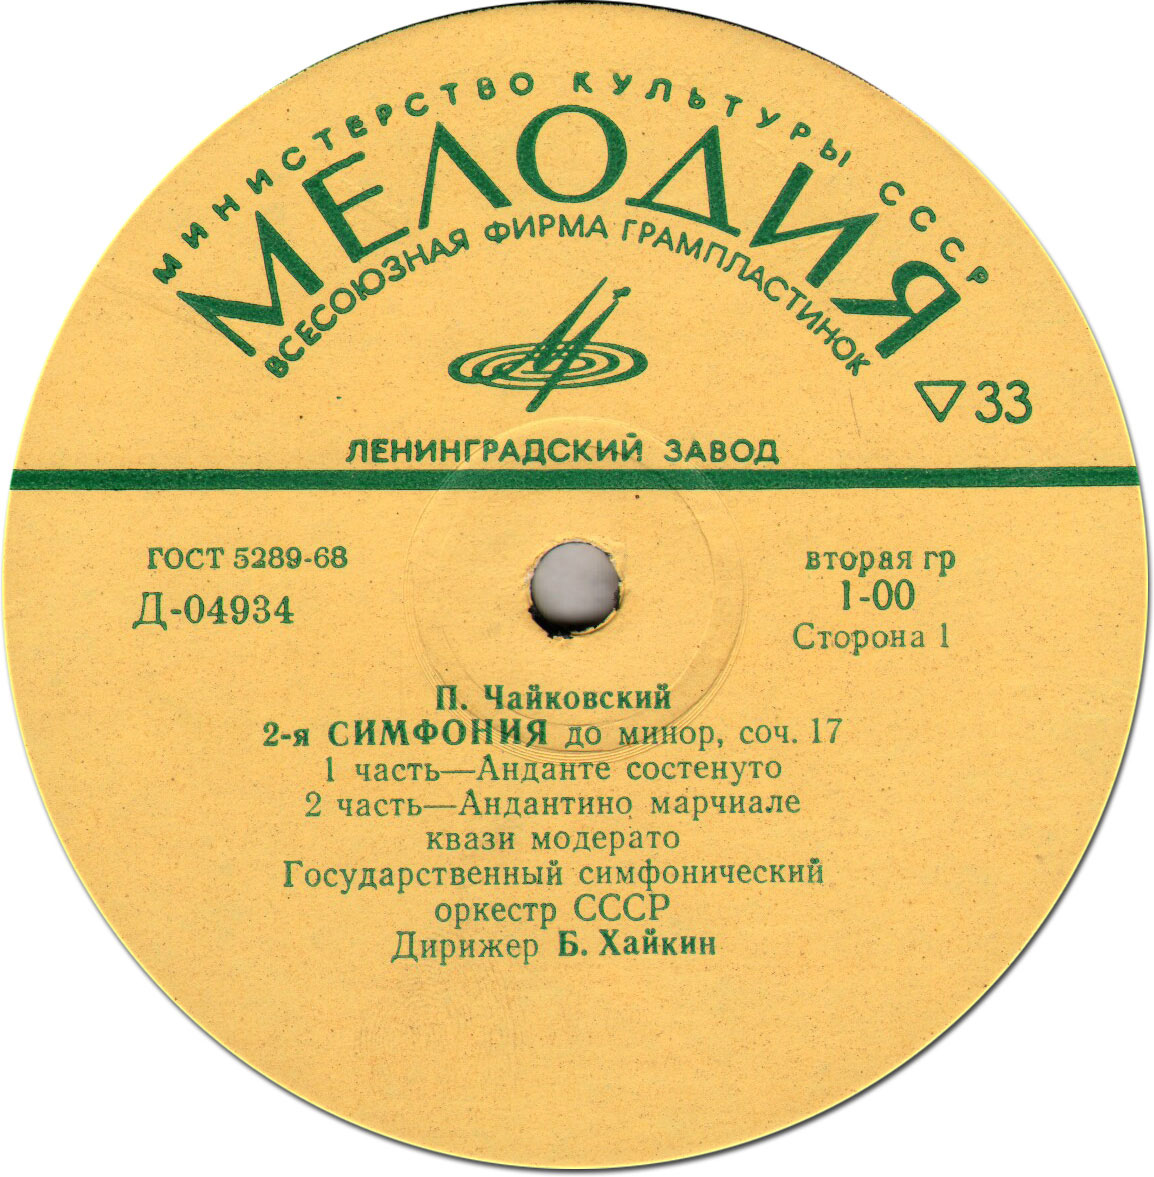 МИНИСТЕРСТВО КУЛЬТУРЫ СССР
МЕЛОДИЯ
ВСЕСОЮЗНАЯ ФИРМА ГРАМПЛАСТИНОК
33
ЛЕНИНГРАДСКИЙ ЗАВОД
ГОСТ 5289-68
Д-04934
вторая гр
1-00
Сторона 1
П. Чайковский
2-я СИМФОНИЯ до минор, соч. 17
1 часть—Анданте состенуто
2 часть—Андантино марчиале
квази модерато
Государственный симфонический
оркестр СССР
Дирижер Б. Хайкин